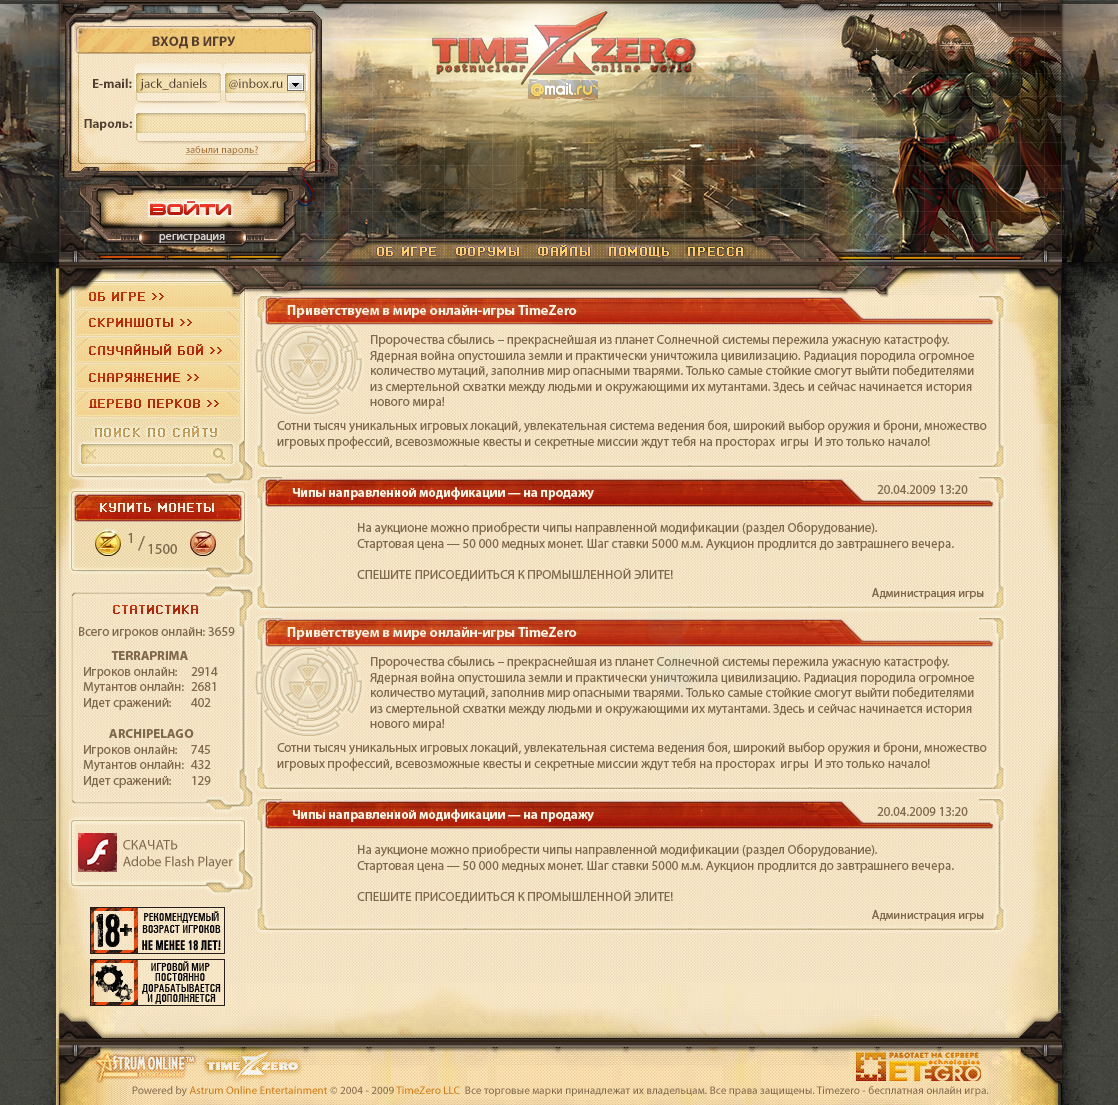 ВХОД В ИГРУ
E-mail: jack_daniels @inbox.ru
Пароль:
забыли пароль?
ВОЙТИ
регистрация
TIME ZERO
postnuclear online world
@mail.ru
ОБ ИГРЕ ФОРУМЫ ФАЙЛЫ ПОМОЩЬ ПРЕССА
ОБ ИГРЕ >>
СКРИНШОТЫ >>
СЛУЧАЙНЫЙ БОЙ >>
СНАРЯЖЕНИЕ >>
ДЕРЕВО ПЕРКОВ >>
ПОИСК ПО САЙТУ
КУПИТЬ МОНЕТЫ
1 / 1500
СТАТИСТИКА
Всего игроков онлайн: 3659
TERRAPRIMA
Игроков онлайн: 2914
Мутантов онлайн: 2681
Идет сражений: 402
ARCHIPELAGO
Игроков онлайн: 745
Мутантов онлайн: 432
Идет сражений: 129
СКАЧАТЬ
Adobe Flash Player
18+ РЕКОМЕНДУЕМЫЙ
ВОЗРАСТ ИГРОКОВ
НЕ МЕНЕЕ 18 ЛЕТ!
ИГРОВОЙ МИР
ПОСТОЯННО
ДОРАБАТЫВАЕТСЯ
И ДОПОЛНЯЕТСЯ
Приветствуем в мире онлайн-игры TimeZero
Пророчества сбылись – прекраснейшая из планет Солнечной системы пережила ужасную катастрофу.
Ядерная война опустошила земли и практически уничтожила цивилизацию. Радиация породила огромное
количество мутаций, заполнив мир опасными тварями. Только самые стойкие смогут выйти победителями
из смертельной схватки между людьми и окружающими их мутантами. Здесь и сейчас начинается история
нового мира!
Сотни тысяч уникальных игровых локаций, увлекательная система ведения боя, широкий выбор оружия и брони, множество
игровых профессий, всевозможные квесты и секретные миссии ждут тебя на просторах игры И это только начало!
Чипы направленной модификации — на продажу 20.04.2009 13:20
На аукционе можно приобрести чипы направленной модификации (раздел Оборудование).
Стартовая цена — 50 000 медных монет. Шаг ставки 5000 м.м. Аукцион продлится до завтрашнего вечера.
СПЕШИТЕ ПРИСОЕДИИТЬСЯ К ПРОМЫШЛЕННОЙ ЭЛИТЕ!
Администрация игры
Приветствуем в мире онлайн-игры TimeZero
Пророчества сбылись – прекраснейшая из планет Солнечной системы пережила ужасную катастрофу.
Ядерная война опустошила земли и практически уничтожила цивилизацию. Радиация породила огромное
количество мутаций, заполнив мир опасными тварями. Только самые стойкие смогут выйти победителями
из смертельной схватки между людьми и окружающими их мутантами. Здесь и сейчас начинается история
нового мира!
Сотни тысяч уникальных игровых локаций, увлекательная система ведения боя, широкий выбор оружия и брони, множество
игровых профессий, всевозможные квесты и секретные миссии ждут тебя на просторах игры И это только начало!
Чипы направленной модификации — на продажу 20.04.2009 13:20
На аукционе можно приобрести чипы направленной модификации (раздел Оборудование).
Стартовая цена — 50 000 медных монет. Шаг ставки 5000 м.м. Аукцион продлится до завтрашнего вечера.
СПЕШИТЕ ПРИСОЕДИИТЬСЯ К ПРОМЫШЛЕННОЙ ЭЛИТЕ!
Администрация игры
ASTRUM ONLINE™
ENTERTAINMENT
TIME ZERO
РАБОТАЕТ НА СЕРВЕРЕ
technologies
ETEGRO
Powered by Astrum Online Entertainment © 2004 - 2009 TimeZero LLC Все торговые марки принадлежат их владельцам. Все права защищены. Timezero - бесплатная онлайн игра.